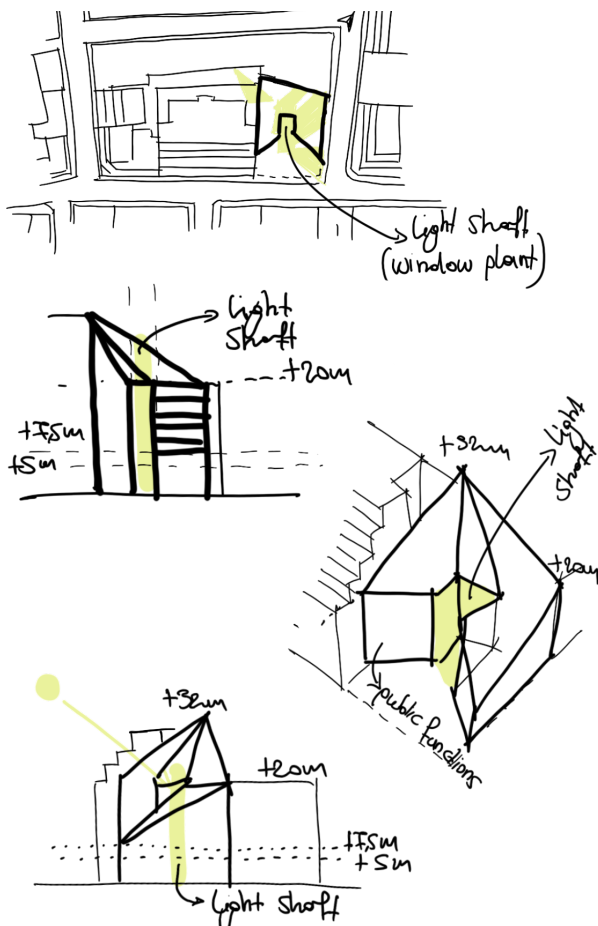 light shaft
(window plant)
light
shaft
+20m
+7,5m
+5m
light
shaft
+32m
+20m
public functions
+32m
+20m
+7,5m
+5m
light shaft